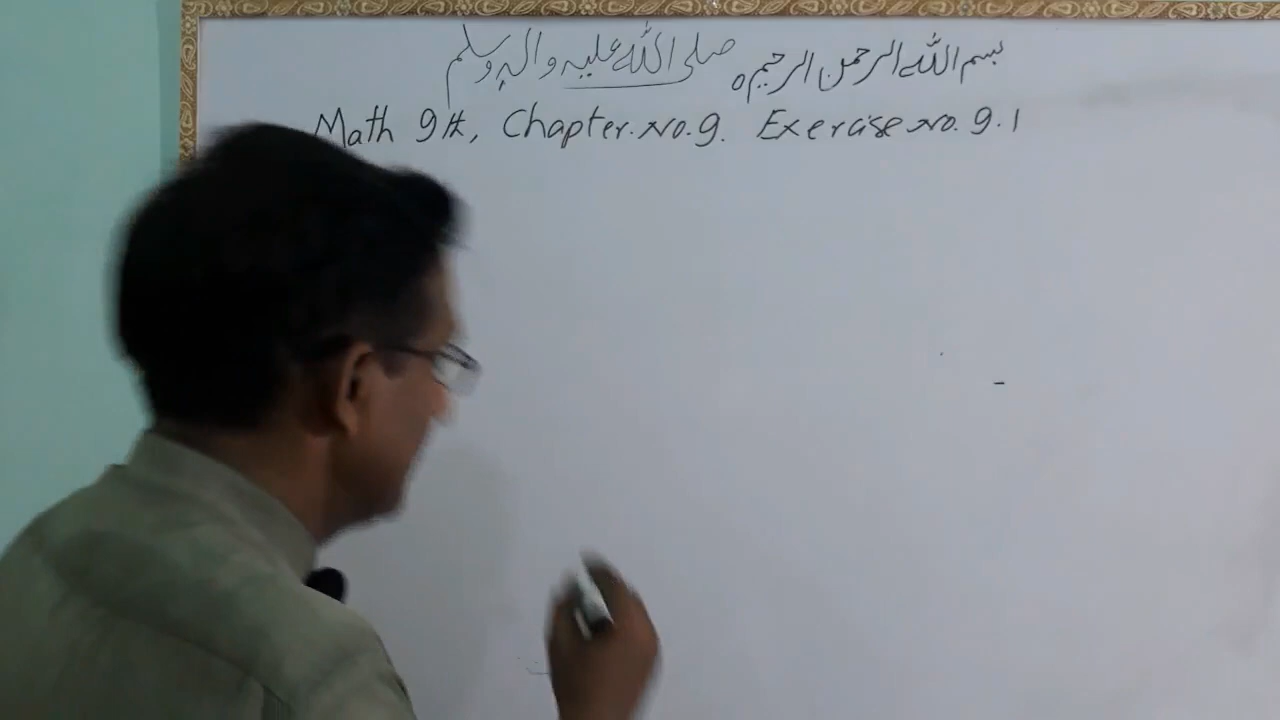 بسم اللہ الرحمن الرحیم ہ صلی اللہ علیہ والہ وسلم
Math 9th, Chapter.No.9. Exercise No. 9.1